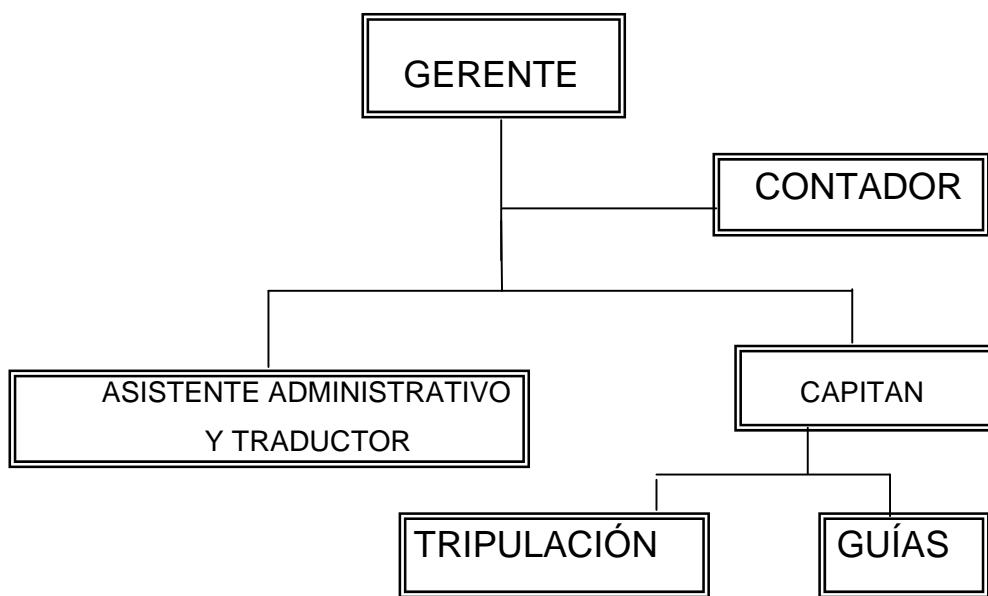 GERENTE
CONTADOR
ASISTENTE ADMINISTRATIVO
Y TRADUCTOR
CAPITAN
TRIPULACIÓN
GUÍAS